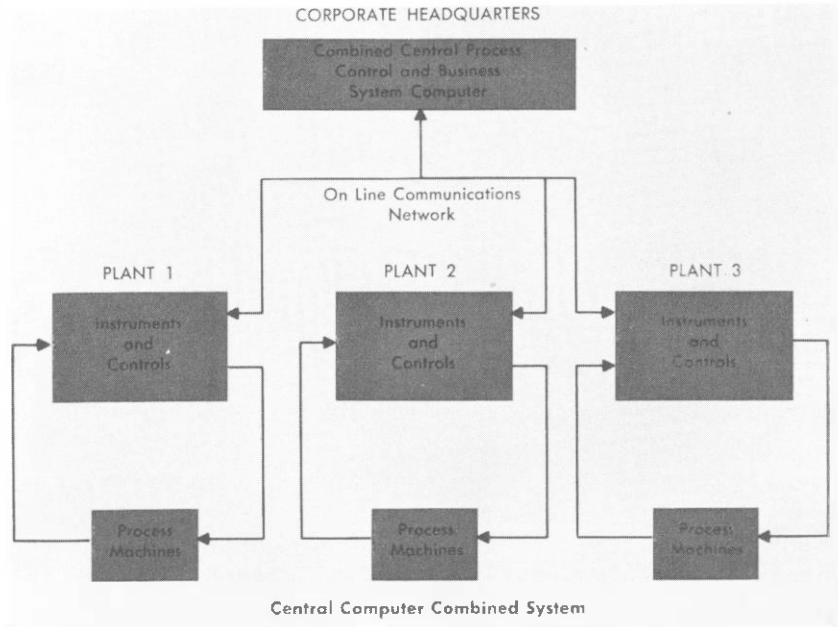 CORPORATE HEADQUARTERS
Combined Central Process
Control and Business
System Computer
On Line Communications
Network
PLANT 1
PLANT 2
PLANT 3
Instruments
and
Controls
Instruments
and
Controls
Instruments
and
Controls
Process
Machines
Process
Machines
Process
Machines
Central Computer Combined System